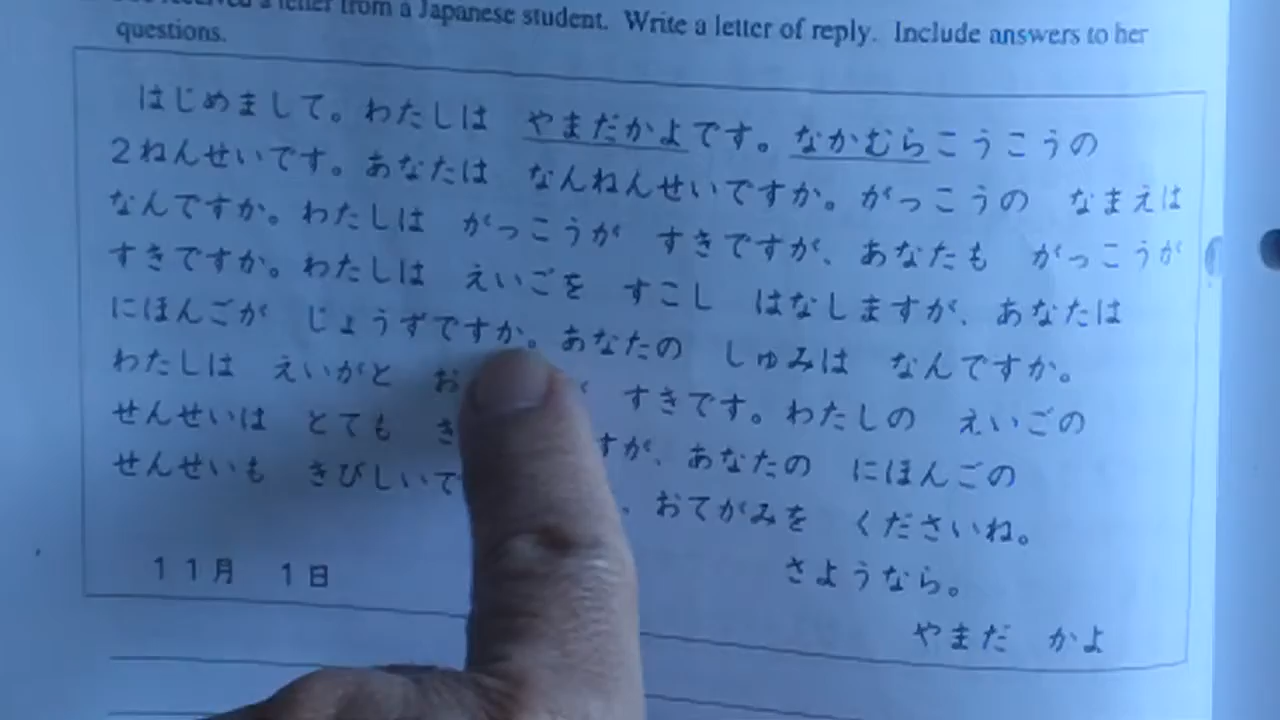 received a letter from a Japanese student. Write a letter of reply. Include answers to her
questions.
はじめまして。わたしは やまだかよです。なかむらこうこうの
2ねんせいです。あなたは なんねんせいですか。がっこうの なまえは
なんですか。わたしは がっこうが すきですが、あなたも がっこうが
すきですか。わたしは えいごを すこし はなしますが、あなたは
にほんごが じょうずですか。あなたの しゅみは なんですか。
わたしは えいがと お すきです。わたしの えいごの
せんせいは とても き すが、あなたの にほんごの
せんせいも きびしいで 、おてがみを くださいね。
11月 1日 さようなら。
やまだ かよ